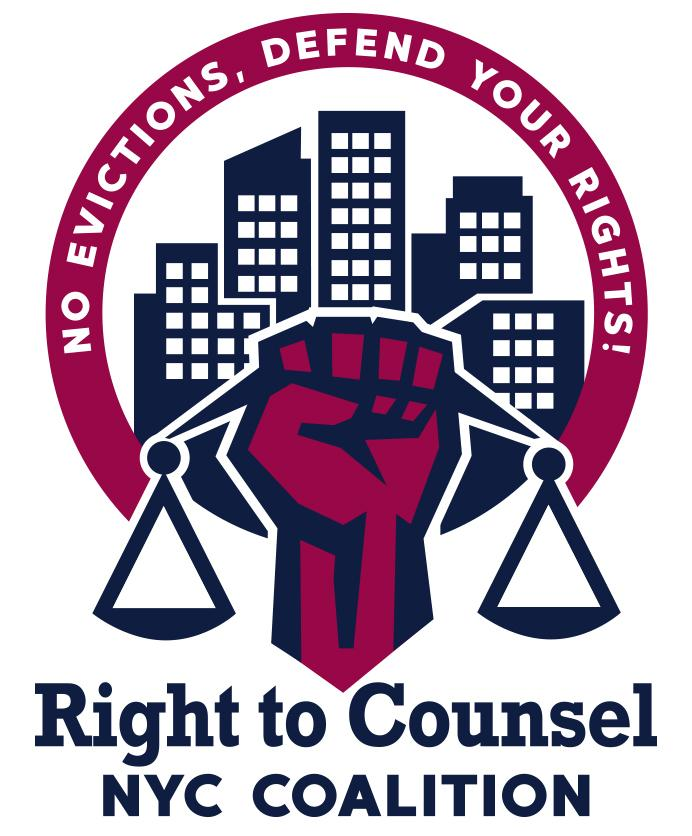 NO EVICTIONS, DEFEND YOUR RIGHTS!
Right to Counsel
NYC COALITION